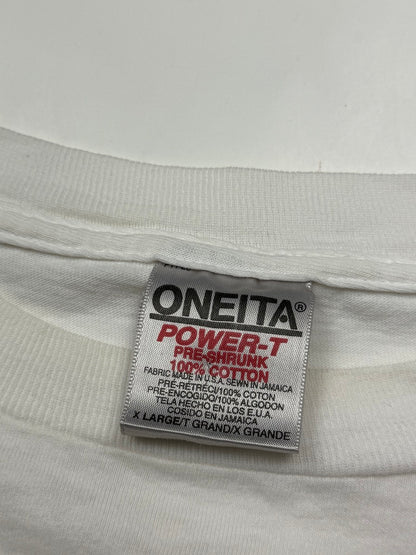 ONEITA®
POWER-T
PRE-SHRUNK
100% COTTON
FABRIC MADE IN U.S.A. SEWN IN JAMAICA
PRÉ-RÉTRÉCI/100% COTON
PRE-ENCOGIDO/100% ALGODON
TELA HECHO EN LOS E.U.A.
COSIDO EN JAMAICA
X LARGE/T GRAND/X GRANDE